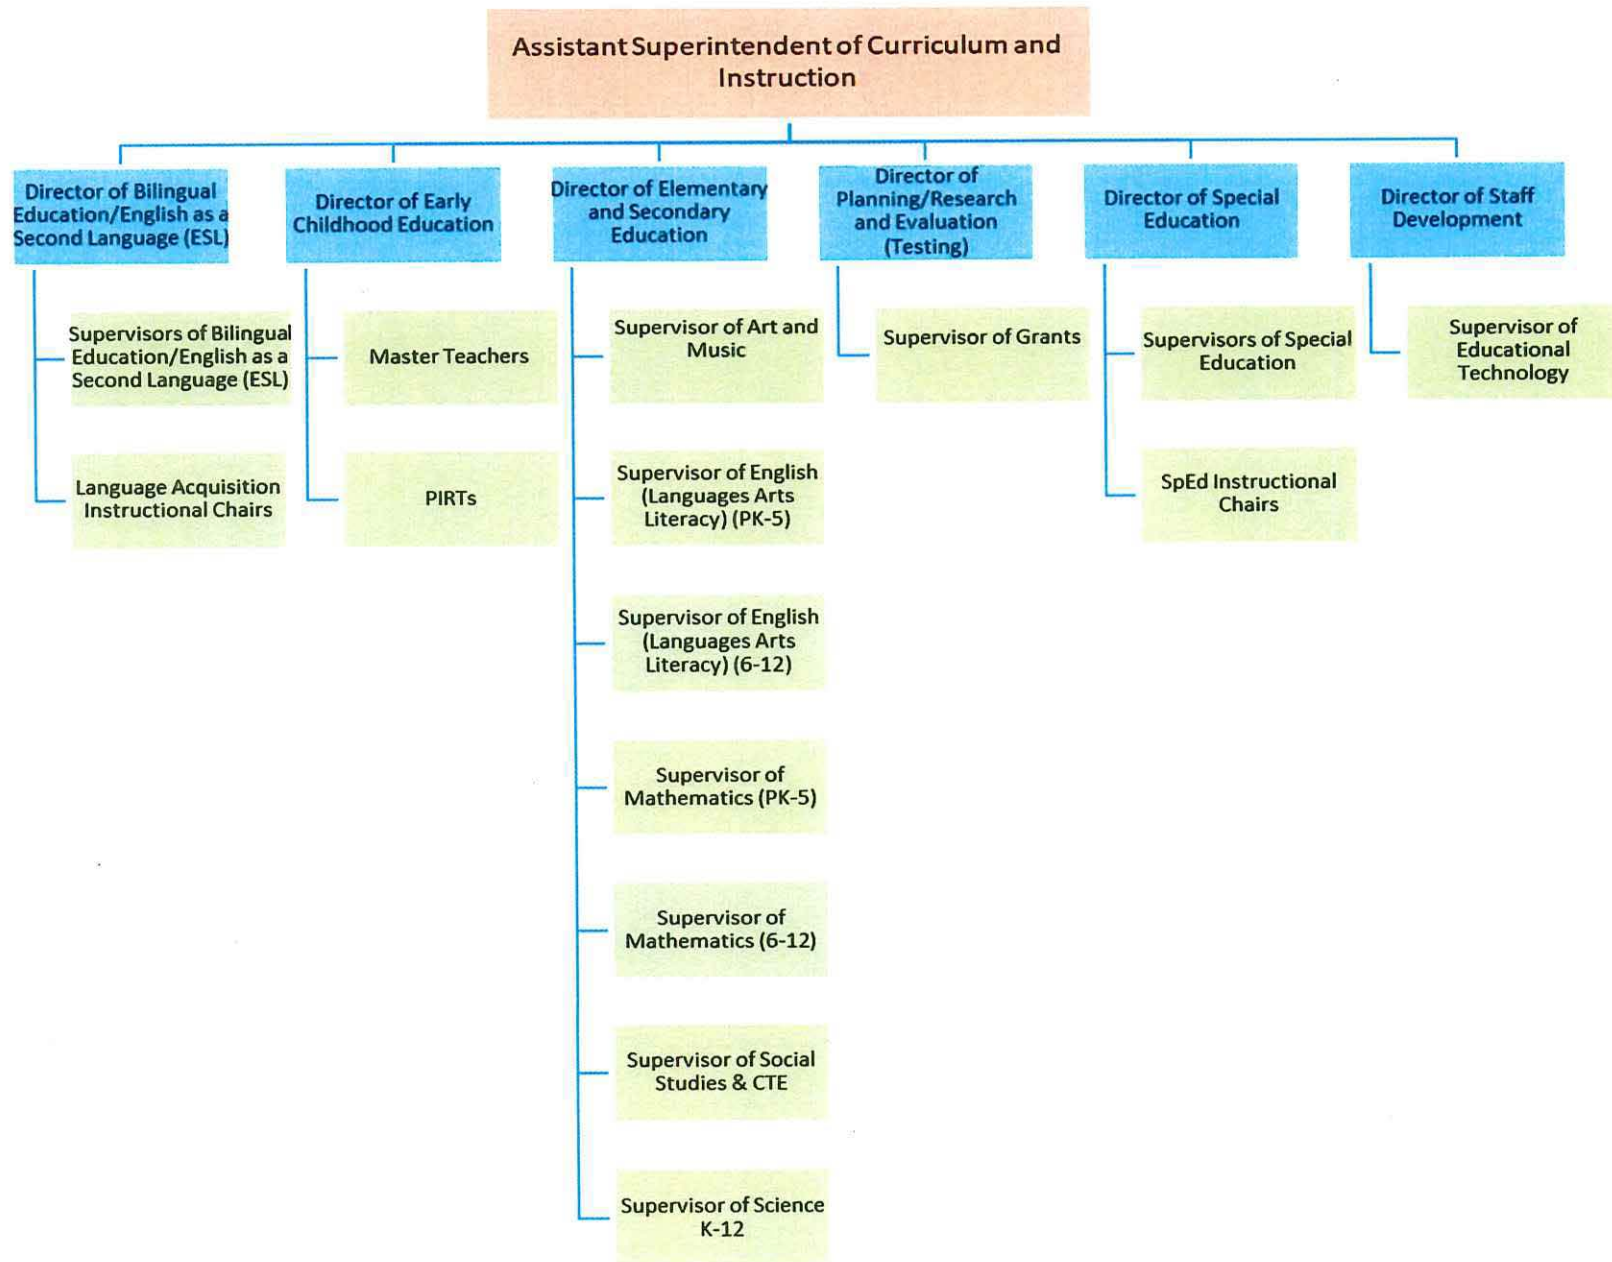 Assistant Superintendent of Curriculum and
Instruction
Director of Bilingual
Education/English as a
Second Language (ESL)
Director of Early
Childhood Education
Director of Elementary
and Secondary
Education
Director of
Planning/Research
and Evaluation
(Testing)
Director of Special
Education
Director of Staff
Development
Supervisors of Bilingual
Education/English as a
Second Language (ESL)
Language Acquisition
Instructional Chairs
Master Teachers
PIRTs
Supervisor of Art and
Music
Supervisor of English
(Languages Arts
Literacy) (PK-5)
Supervisor of English
(Languages Arts
Literacy) (6-12)
Supervisor of
Mathematics (PK-5)
Supervisor of
Mathematics (6-12)
Supervisor of Social
Studies & CTE
Supervisor of Science
K-12
Supervisor of Grants
Supervisors of Special
Education
SpEd Instructional
Chairs
Supervisor of
Educational
Technology